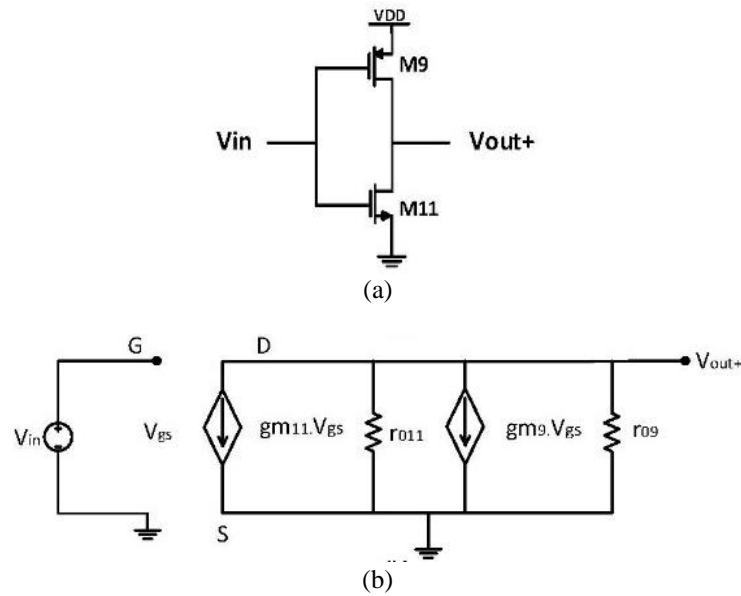 VDD
M9
Vin
Vout+
M11
(a)
G
D
Vout+
Vin
Vgs
gm11.Vgs
r011
gm9.Vgs
r09
S
(b)